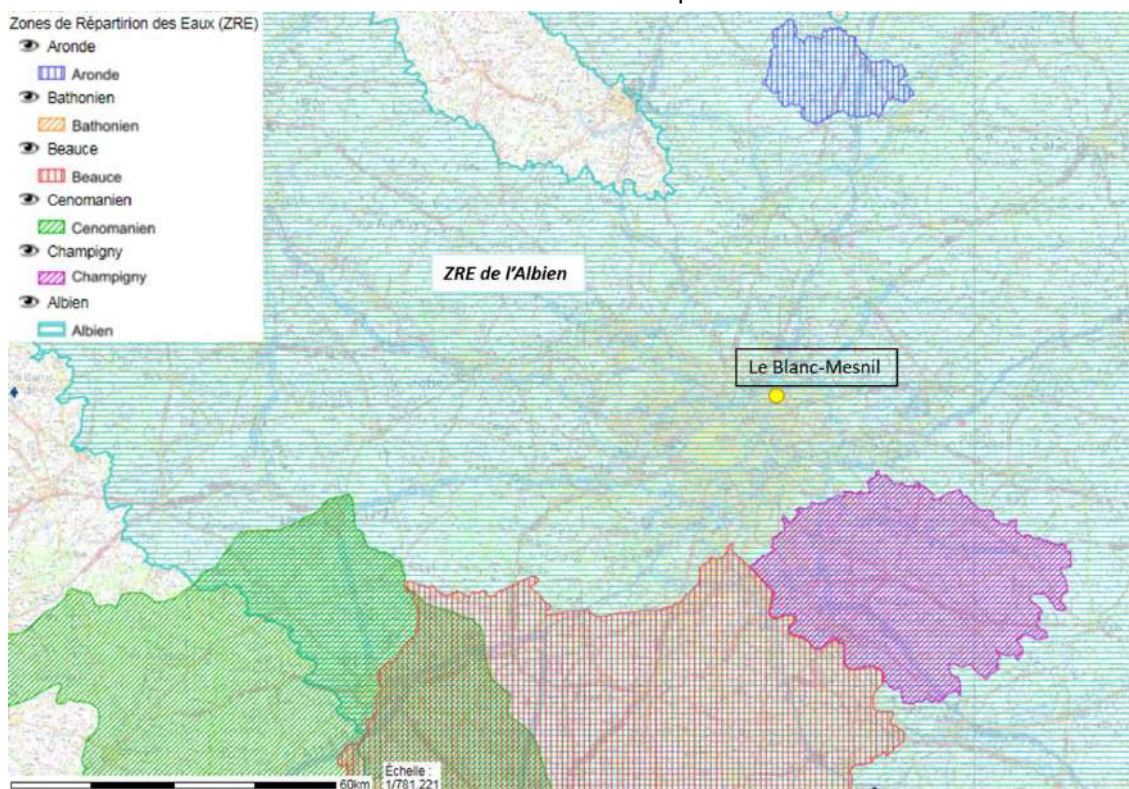 Zones de Répartirion des Eaux (ZRE)
Aronde
Aronde
Bathonien
Bathonien
Beauce
Beauce
Cenomanien
Cenomanien
Champigny
Champigny
Albien
Albien
ZRE de l'Albien
Le Blanc-Mesnil
60km
Échelle :
1/781 221